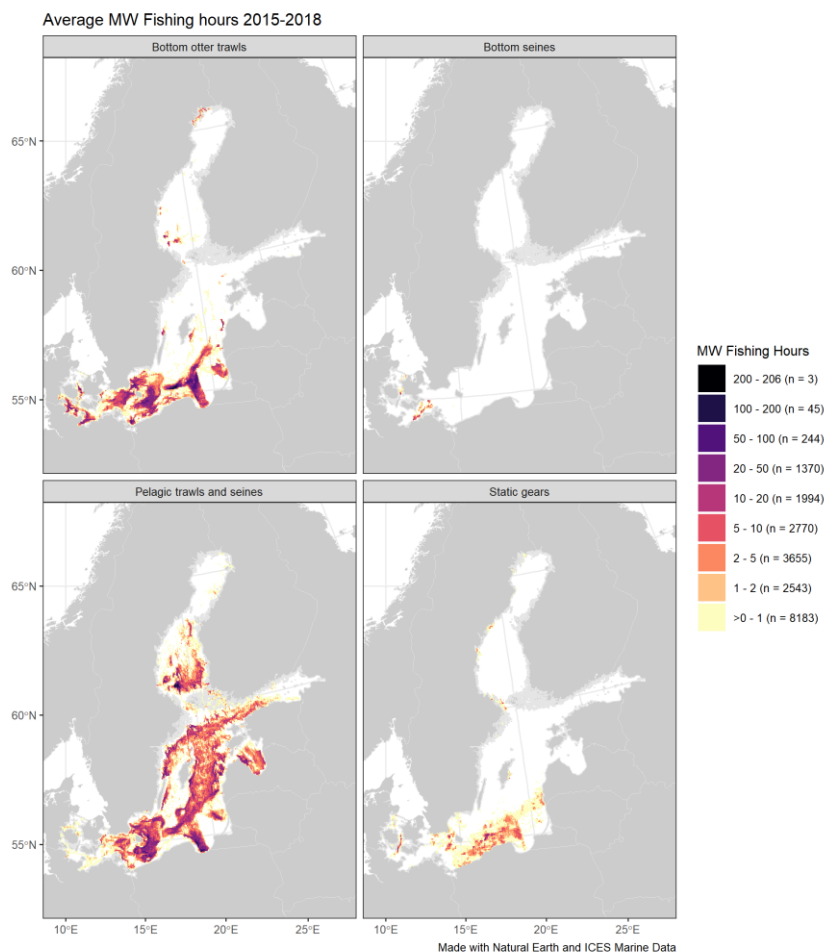 Average MW Fishing hours 2015-2018
Bottom otter trawls
Bottom seines
65°N
60°N
55°N
Pelagic trawls and seines
Static gears
65°N
60°N
55°N
10°E
15°E
20°E
25°E
10°E
15°E
20°E
25°E
MW Fishing Hours
200 - 206 (n = 3)
100 - 200 (n = 45)
50 - 100 (n = 244)
20 - 50 (n = 1370)
10 - 20 (n = 1994)
5 - 10 (n = 2770)
2 - 5 (n = 3655)
1 - 2 (n = 2543)
>0 - 1 (n = 8183)
Made with Natural Earth and ICES Marine Data